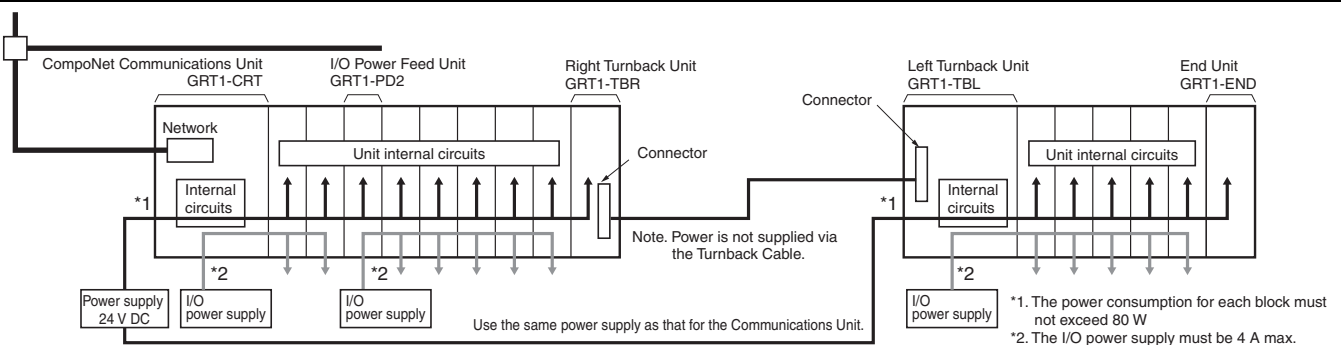 CompoNet Communications Unit
GRT1-CRT
I/O Power Feed Unit
GRT1-PD2
Right Turnback Unit
GRT1-TBR
Left Turnback Unit
GRT1-TBL
End Unit
GRT1-END
Connector
Network
Unit internal circuits
Connector
Unit internal circuits
Internal
circuits
*1
Internal
circuits
*1
Note. Power is not supplied via
the Turnback Cable.
*2
*2
*2
Power supply
24 V DC
I/O
power supply
I/O
power supply
Use the same power supply as that for the Communications Unit.
I/O
power supply
*1. The power consumption for each block must
not exceed 80 W
*2. The I/O power supply must be 4 A max.